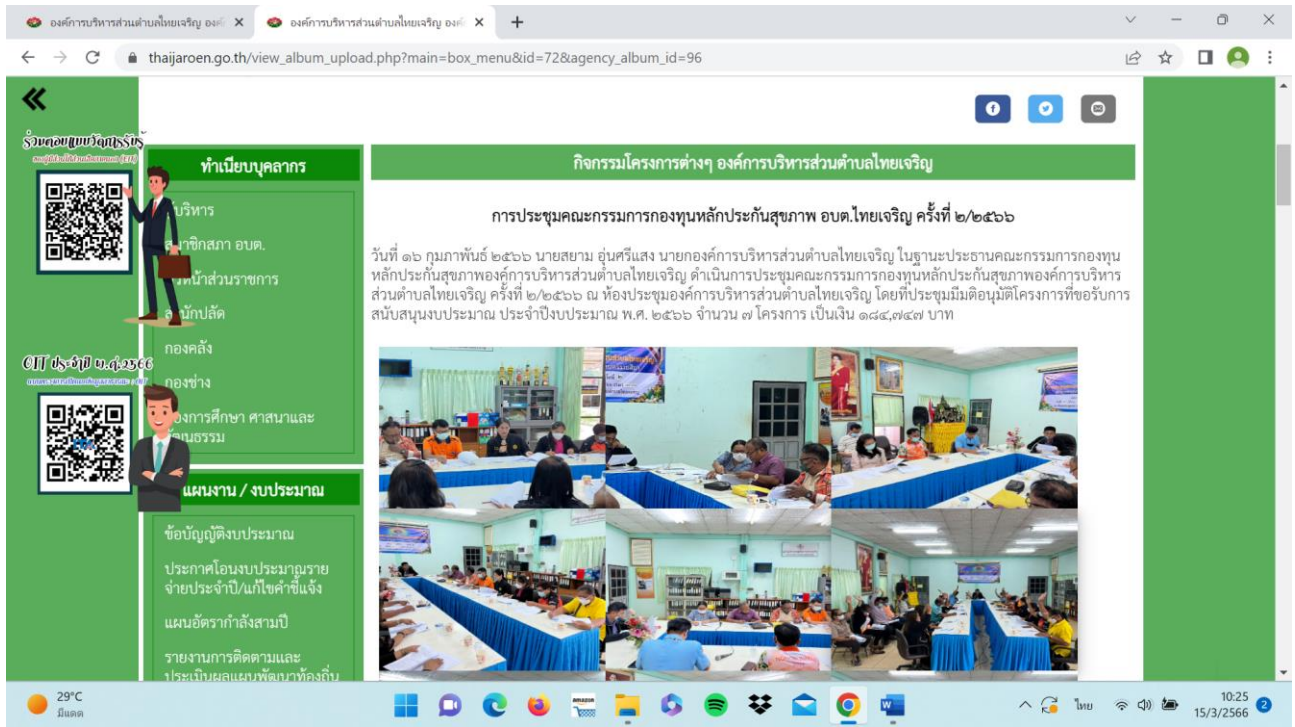 องค์การบริหารส่วนตำบลไทยเจริญ องค์
องค์การบริหารส่วนตำบลไทยเจริญ องค์
thaijaroen.go.th/view_album_upload.php?main=box_menu&id=72&agency_album_id=96
ร่วมตอบแบบวัดการรับรู้
ทำเนียบบุคลากร
บริหาร
สมาชิกสภา อบต.
หน้าส่วนราชการ
สำนักปลัด
กองคลัง
กองช่าง
กองการศึกษา ศาสนาและ
วัฒนธรรม
OIT ประจำปี พ.ศ.2566
แผนงาน / งบประมาณ
ข้อบัญญัติงบประมาณ
ประกาศโอนงบประมาณราย
จ่ายประจำปี/แก้ไขคำชี้แจ้ง
แผนอัตรากำลังสามปี
รายงานการติดตามและ
ประเมินผลแผนพัฒนาท้องถิ่น
กิจกรรมโครงการต่างๆ องค์การบริหารส่วนตำบลไทยเจริญ
การประชุมคณะกรรมการกองทุนหลักประกันสุขภาพ อบต.ไทยเจริญ ครั้งที่ ๒/๒๕๖๖
วันที่ ๑๖ กุมภาพันธ์ ๒๕๖๖ นายสยาม อุ่นศรีแสง นายกองค์การบริหารส่วนตำบลไทยเจริญ ในฐานะประธานคณะกรรมการกองทุน
หลักประกันสุขภาพองค์การบริหารส่วนตำบลไทยเจริญ ดำเนินการประชุมคณะกรรมการกองทุนหลักประกันสุขภาพองค์การบริหาร
ส่วนตำบลไทยเจริญ ครั้งที่ ๒/๒๕๖๖ ณ ห้องประชุมองค์การบริหารส่วนตำบลไทยเจริญ โดยที่ประชุมมีมติอนุมัติโครงการที่ขอรับการ
สนับสนุนงบประมาณ ประจำปีงบประมาณ พ.ศ. ๒๕๖๖ จำนวน ๗ โครงการ เป็นเงิน ๑๘๔,๗๔๗ บาท
29°C
มีแดด
ไทย
10:25
15/3/2566
2